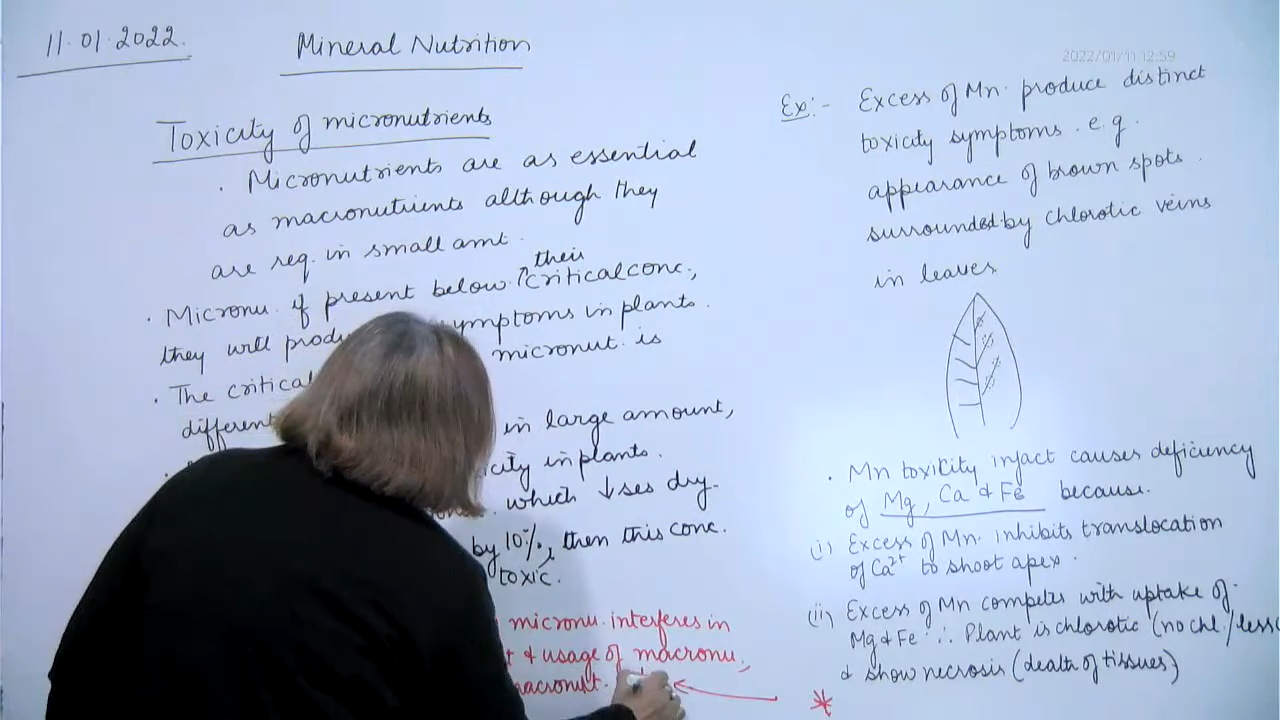 11.01.2022.
Mineral Nutrition
2022/01/11 12:59
Toxicity of micronutrients
. Micronutrients are as essential
as macronutrients although they
are req. in small amt.
their
. Micronu. if present below critical conc.,
they will prod ymptoms in plants.
. The critical micronut. is
different in large amount,
city in plants.
which ↓ses dry-
by 10%, then this conc.
toxic.
micronu. interferes in
t & usage of macronu.,
macronut.
Ex:- Excess of Mn. produce distinct
toxicity symptoms. e.g.
appearance of brown spots.
surrounded by chlorotic veins
in leaves
. Mn toxicity infact causes deficiency
of Mg, Ca & Fe because.
(i) Excess of Mn. inhibits translocation
of Ca2+ to shoot apex.
(ii) Excess of Mn competes with uptake of
Mg & Fe ∴ Plant is chlorotic (no chl./less
& show necrosis (death of tissues)